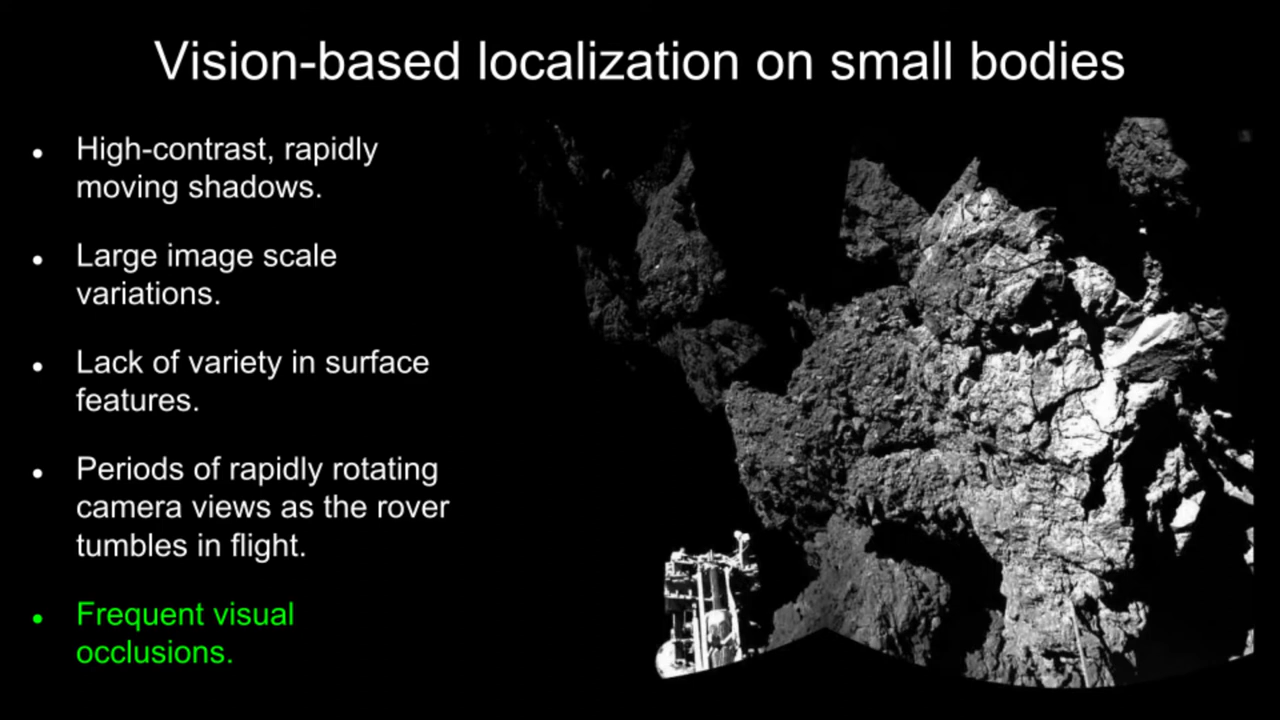 Vision-based localization on small bodies
• High-contrast, rapidly
moving shadows.
• Large image scale
variations.
• Lack of variety in surface
features.
• Periods of rapidly rotating
camera views as the rover
tumbles in flight.
• Frequent visual
occlusions.